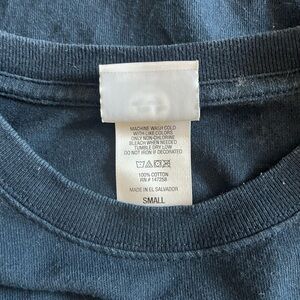 MACHINE WASH COLD
WITH LIKE COLORS
ONLY NON-CHLORINE
BLEACH WHEN NEEDED
TUMBLE DRY LOW
DO NOT IRON IF DECORATED
100% COTTON
RN# 147258
MADE IN EL SALVADOR
SMALL